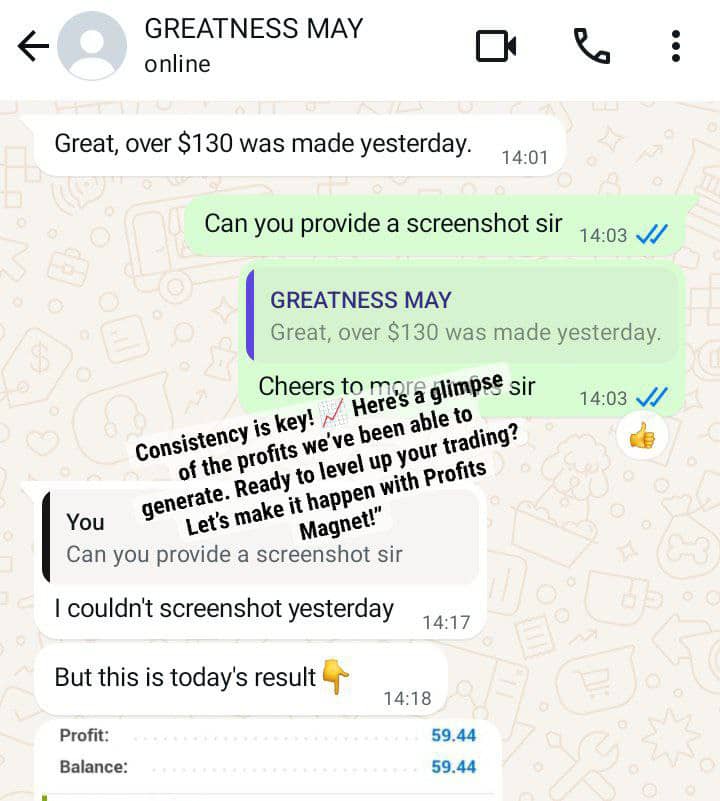 GREATNESS MAY
online
Great, over $130 was made yesterday.
14:01
Can you provide a screenshot sir
14:03
GREATNESS MAY
Great, over $130 was made yesterday.
Cheers to more profits sir
14:03
👍
Consistency is key! 📈 Here's a glimpse
of the profits we've been able to
generate. Ready to level up your trading?
Let's make it happen with Profits
Magnet!”
You
Can you provide a screenshot sir
I couldn't screenshot yesterday
14:17
But this is today's result👇
14:18
Profit: 59.44
Balance: 59.44